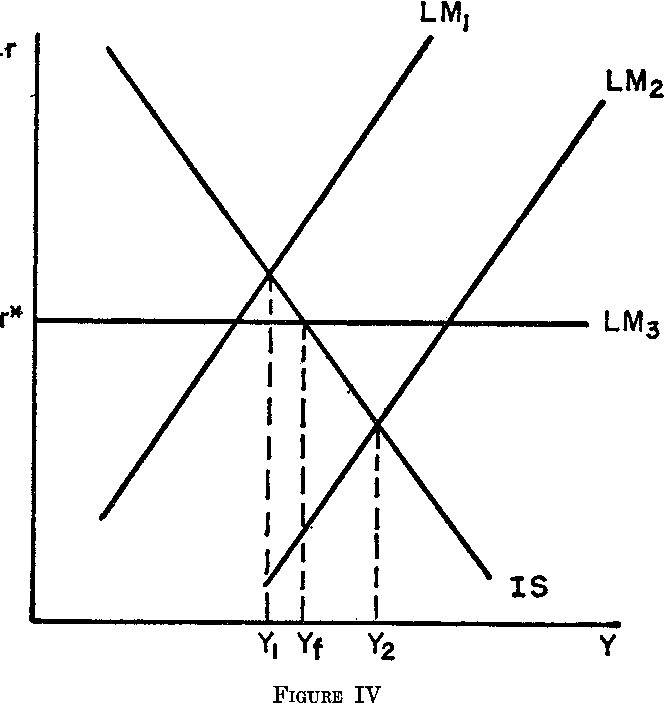 LM₁
r
LM₂
r*
LM₃
IS
Y₁ Yf Y₂ Y
FIGURE IV